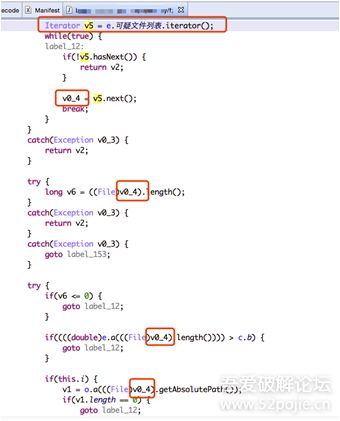 ecode
Manifest
Iterator v5 = e.可疑文件列表.iterator();
while(true) {
label_12:
if(!v5.hasNext()) {
return v2;
}
v0_4 = v5.next();
break;
}
}
catch(Exception v0_3) {
return v2;
}
try {
long v6 = ((File)v0_4).length();
}
catch(Exception v0_3) {
return v2;
}
catch(Exception v0_3) {
goto label_153;
}
try {
if(v6 <= 0) {
goto label_12;
}
if((((double)e.a(((File)v0_4).length()))) > c.b) {
goto label_12;
}
if(this.i) {
v1 = o.a(((File)v0_4).getAbsolutePath());
if(v1.length == 0) {
goto label_12;
吾爱破解论坛
www.52pojie.cn